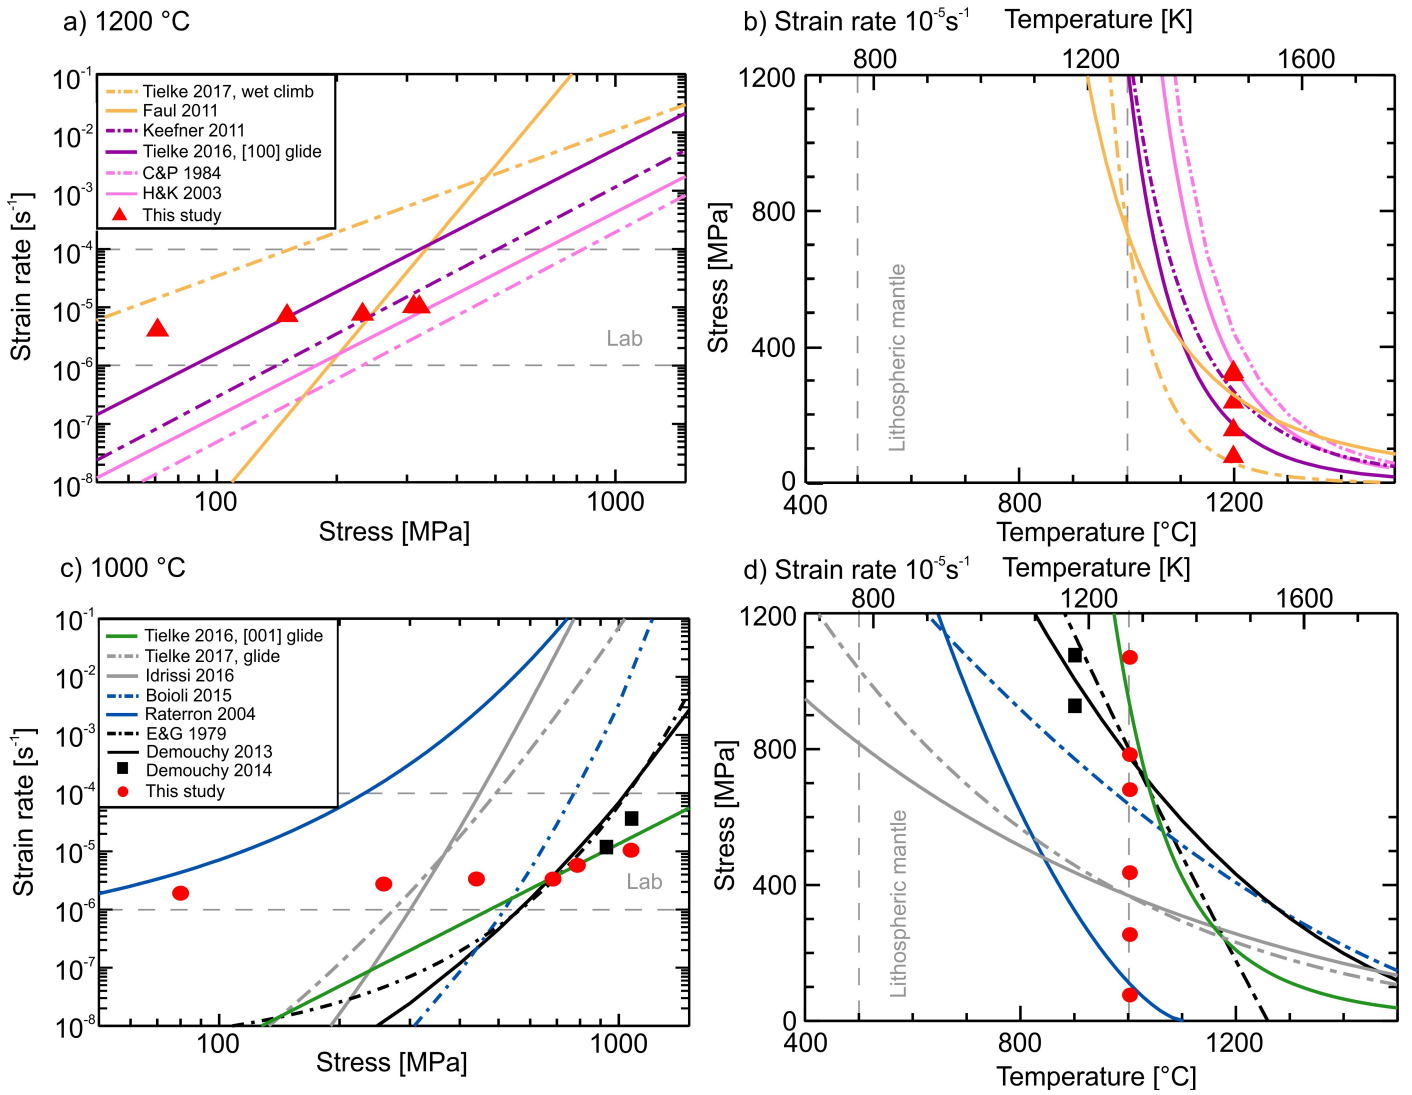 a) 1200 °C
10-1
10-2
10-3
10-4
10-5
10-6
10-7
10-8
Strain rate [s-1]
Tielke 2017, wet climb
Faul 2011
Keefner 2011
Tielke 2016, [100] glide
C&P 1984
H&K 2003
This study
Lab
100
1000
Stress [MPa]
b) Strain rate 10-5s-1
Temperature [K]
800
1200
1600
1200
800
400
0
Stress [MPa]
Lithospheric mantle
400
800
1200
Temperature [°C]
c) 1000 °C
10-1
10-2
10-3
10-4
10-5
10-6
10-7
10-8
Strain rate [s-1]
Tielke 2016, [001] glide
Tielke 2017, glide
Idrissi 2016
Boioli 2015
Raterron 2004
E&G 1979
Demouchy 2013
Demouchy 2014
This study
Lab
100
1000
Stress [MPa]
d) Strain rate 10-5s-1
Temperature [K]
800
1200
1600
1200
800
400
0
Stress [MPa]
Lithospheric mantle
400
800
1200
Temperature [°C]